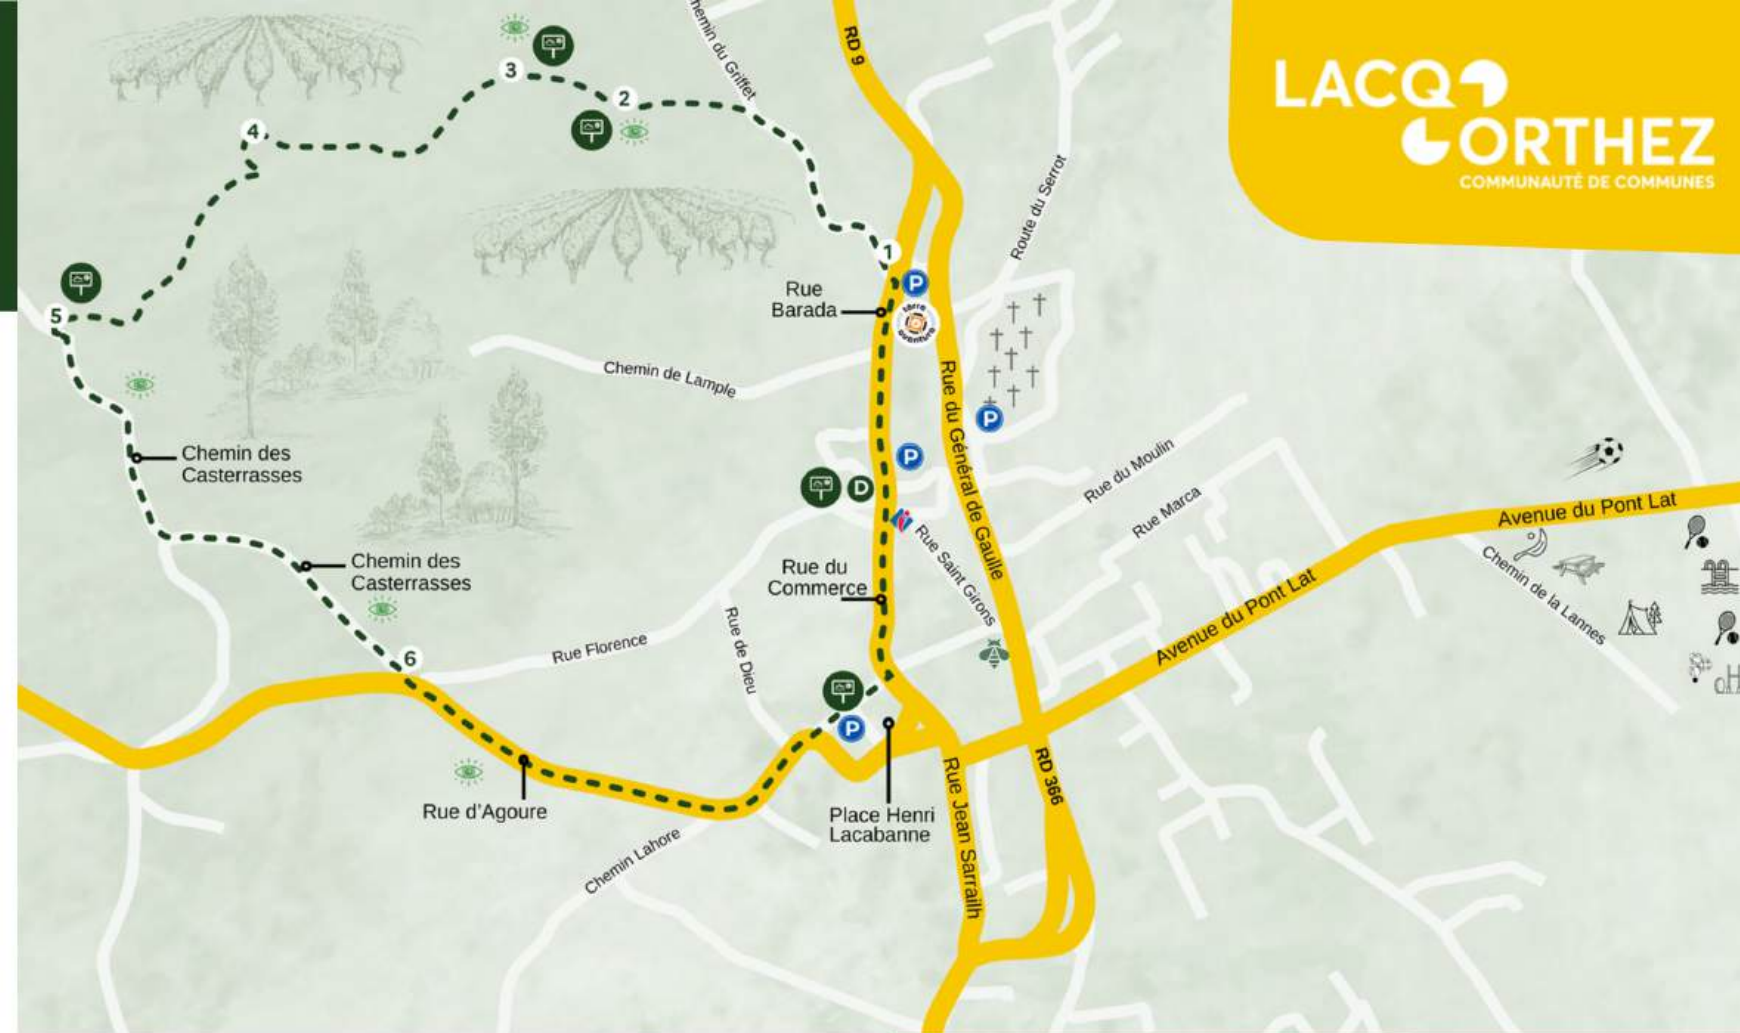 LACQ
ORTHEZ
COMMUNAUTÉ DE COMMUNES
hemin du Griffet
RD 9
3
2
4
Route du Serrot
1
P
Rue
Barada
terra
aventura
5
Chemin de Lample
Rue du Général de Gaulle
P
P
Chemin des
Casterrasses
D
Rue du Moulin
Rue Marca
Avenue du Pont Lat
Rue Saint Girons
Chemin des
Casterrasses
Rue du
Commerce
Chemin de la Lannes
Avenue du Pont Lat
6
Rue Florence
Rue de Dieu
P
Rue d'Agoure
Place Henri
Lacabanne
RD 366
Rue Jean Sarrailh
Chemin Lahore